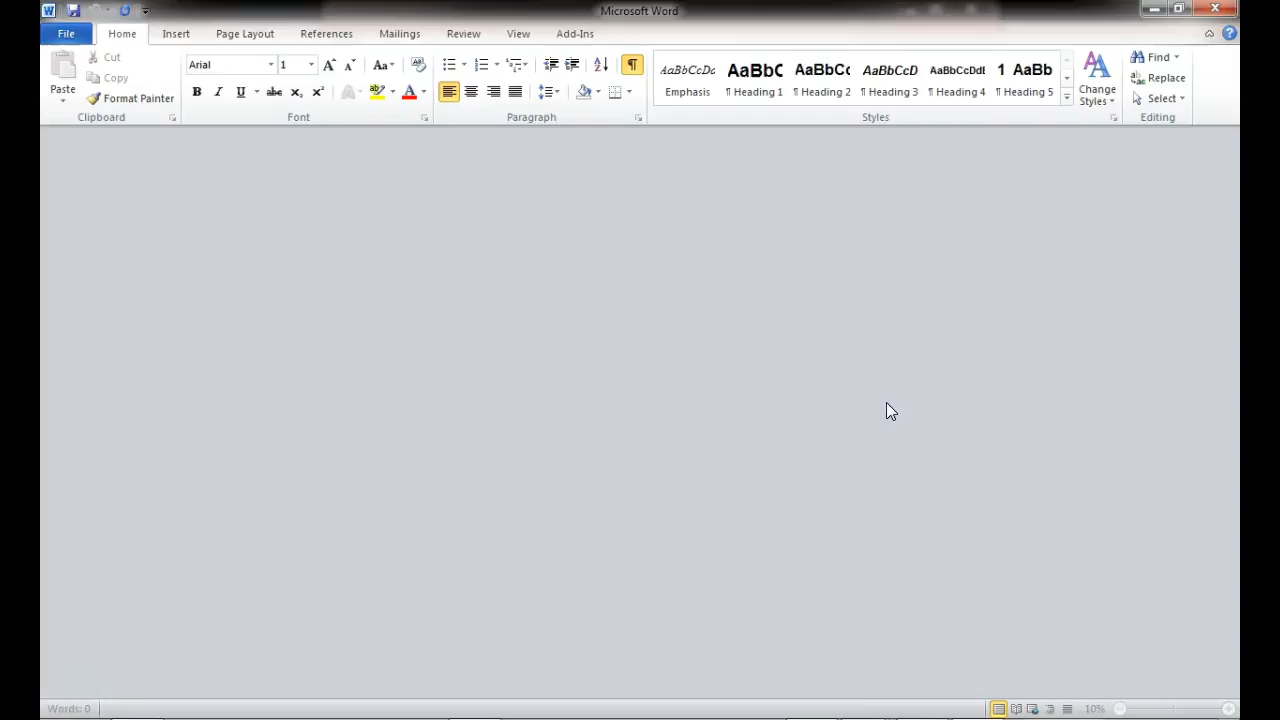 Microsoft Word
File Home Insert Page Layout References Mailings Review View Add-Ins
Paste
Cut
Copy
Format Painter
Clipboard
Arial 1
Font
Paragraph
AaBbCcDc AaBbC AaBbCc AaBbCcD AaBbCcDdE 1 AaBb
Emphasis ¶ Heading 1 ¶ Heading 2 ¶ Heading 3 ¶ Heading 4 ¶ Heading 5
Change
Styles
Styles
Find
Replace
Select
Editing
Words: 0
10%